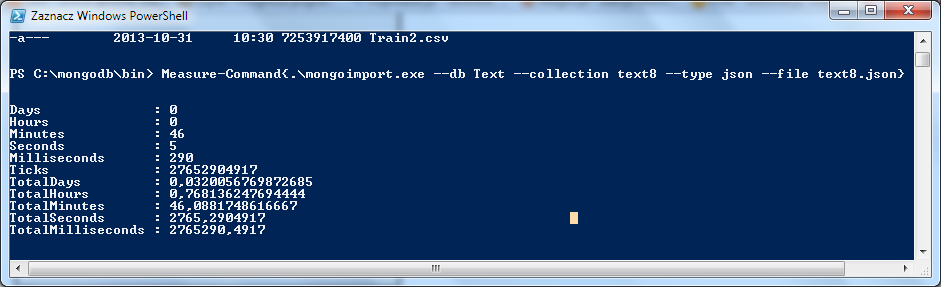 Zaznacz Windows PowerShell
-a---        2013-10-31     10:30 7253917400 Train2.csv
PS C:\mongodb\bin> Measure-Command{.\mongoimport.exe --db Text --collection text8 --type json --file text8.json}
Days              : 0
Hours             : 0
Minutes           : 46
Seconds           : 5
Milliseconds      : 290
Ticks             : 27652904917
TotalDays         : 0,0320056769872685
TotalHours        : 0,768136247694444
TotalMinutes      : 46,0881748616667
TotalSeconds      : 2765,2904917
TotalMilliseconds : 2765290,4917